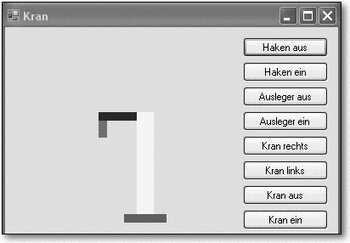 Kran
Haken aus
Haken ein
Ausleger aus
Ausleger ein
Kran rechts
Kran links
Kran aus
Kran ein